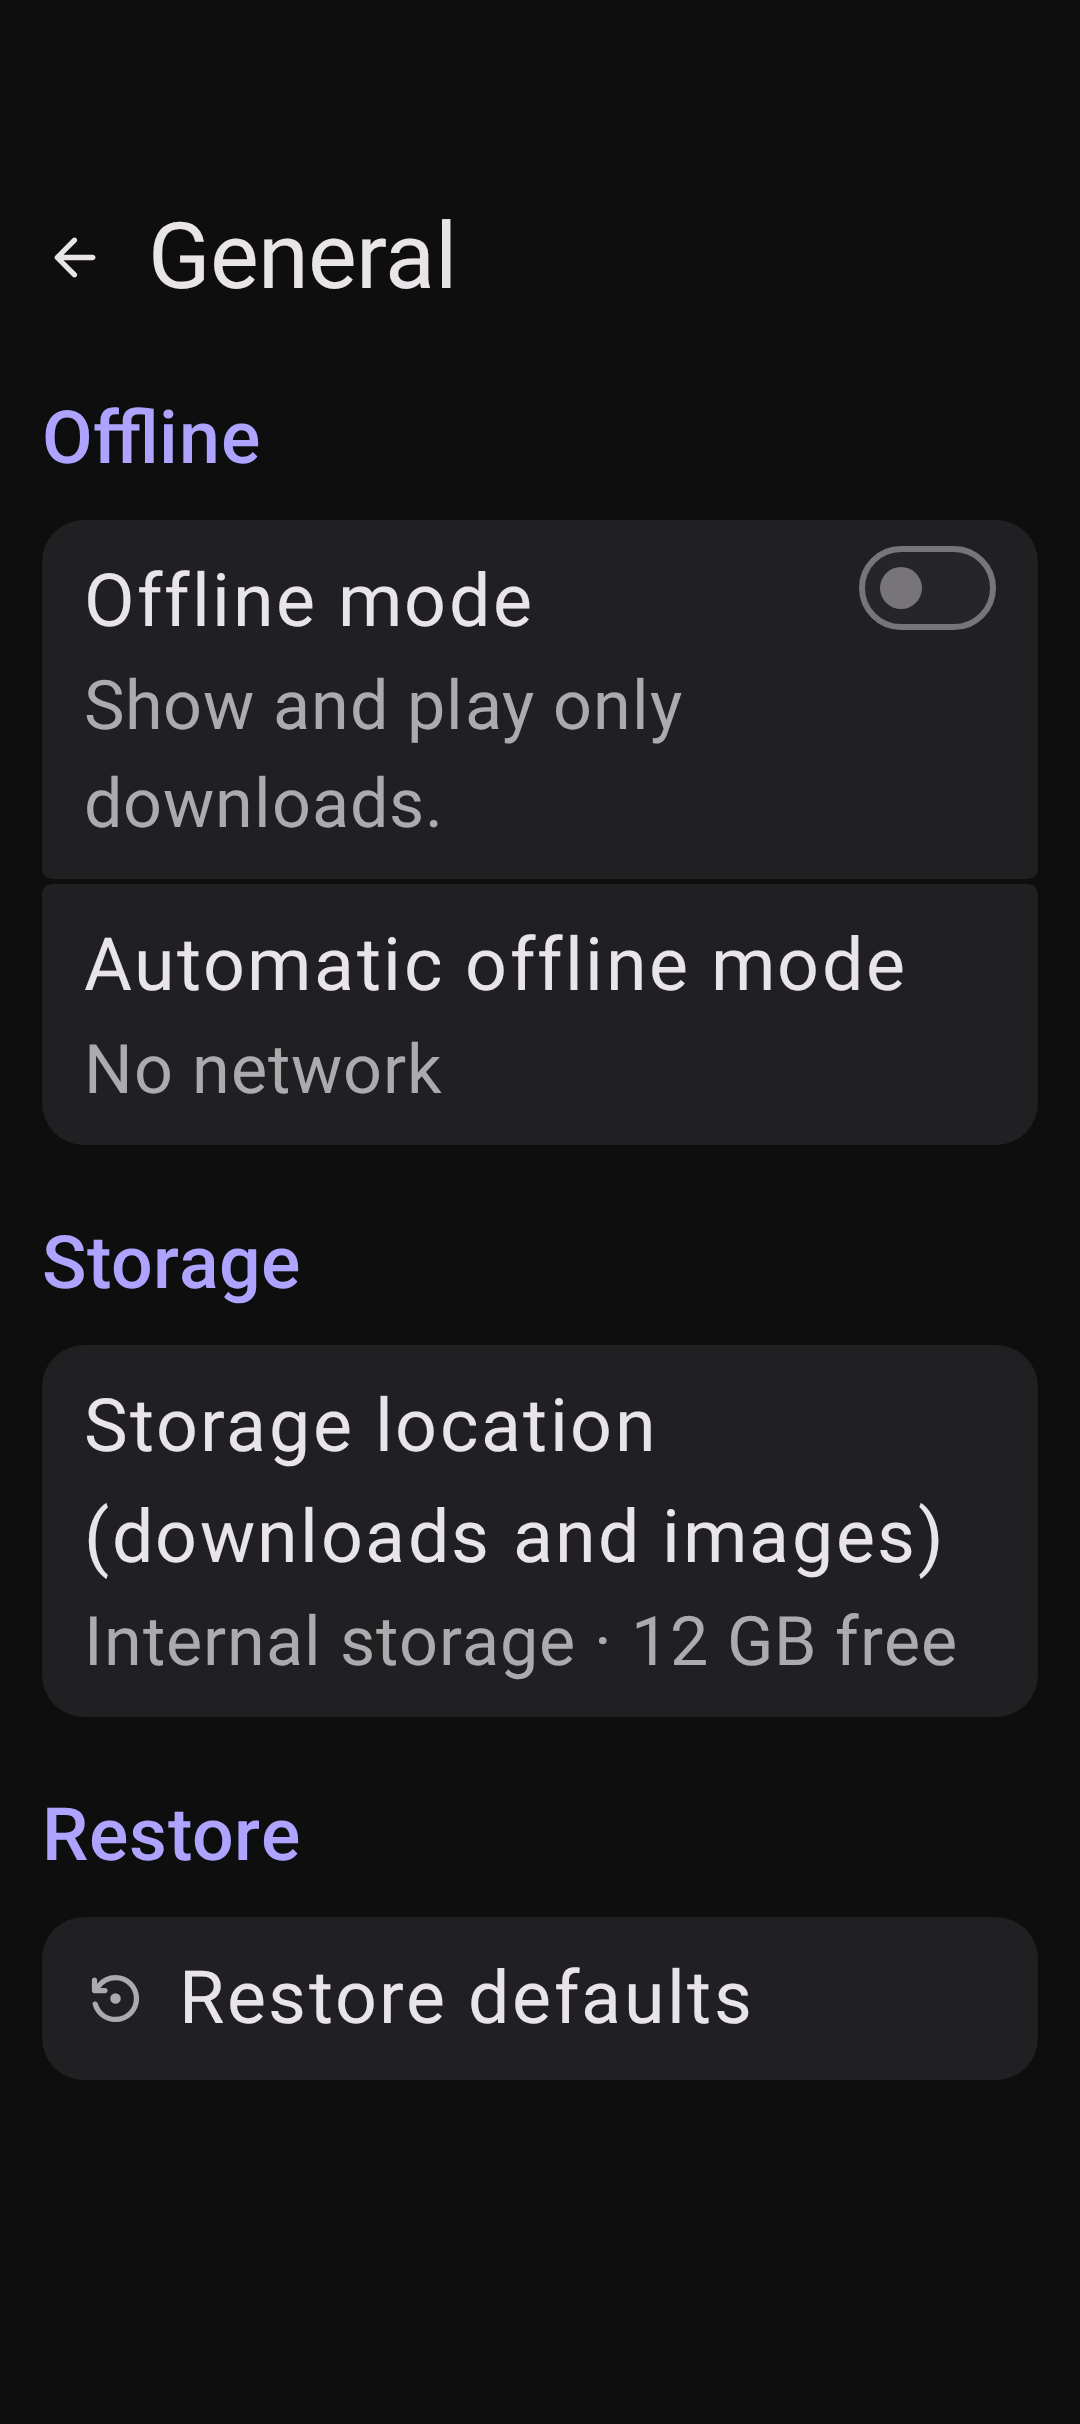 General
Offline
Offline mode
Show and play only
downloads.
Automatic offline mode
No network
Storage
Storage location
(downloads and images)
Internal storage · 12 GB free
Restore
Restore defaults